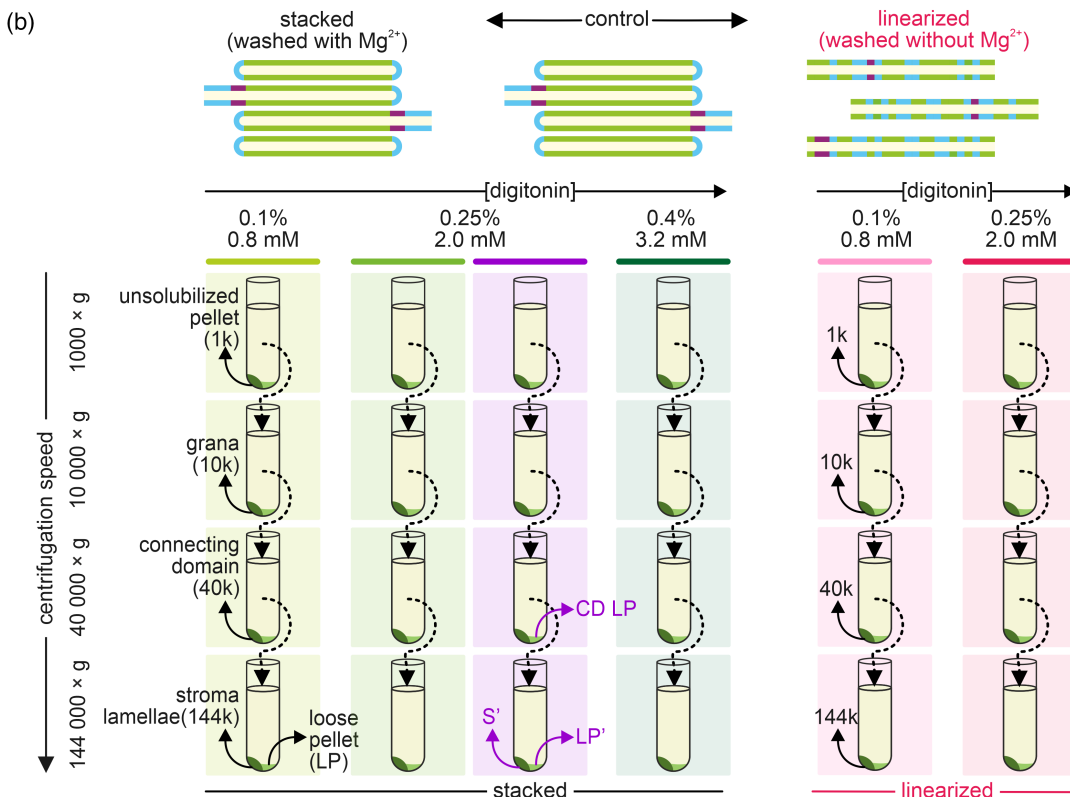 (b)
stacked
(washed with Mg²⁺)
control
linearized
(washed without Mg²⁺)
[digitonin]
[digitonin]
0.1%
0.8 mM
0.25%
2.0 mM
0.4%
3.2 mM
0.1%
0.8 mM
0.25%
2.0 mM
centrifugation speed
1000 × g
10 000 × g
40 000 × g
144 000 × g
unsolubilized
pellet
(1k)
1k
grana
(10k)
10k
connecting
domain
(40k)
CD LP
40k
stroma
lamellae(144k)
loose
pellet
(LP)
S’
LP’
144k
stacked
linearized